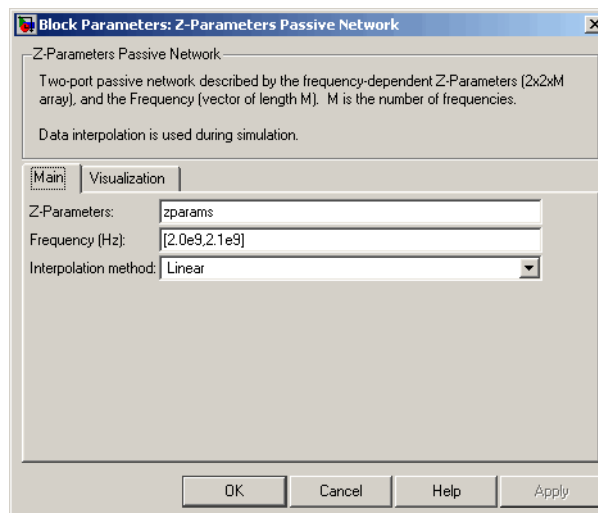 Block Parameters: Z-Parameters Passive Network
Z-Parameters Passive Network
Two-port passive network described by the frequency-dependent Z-Parameters (2x2xM
array), and the Frequency (vector of length M). M is the number of frequencies.
Data interpolation is used during simulation.
Main Visualization
Z-Parameters: zparams
Frequency (Hz): [2.0e9,2.1e9]
Interpolation method: Linear
OK Cancel Help Apply